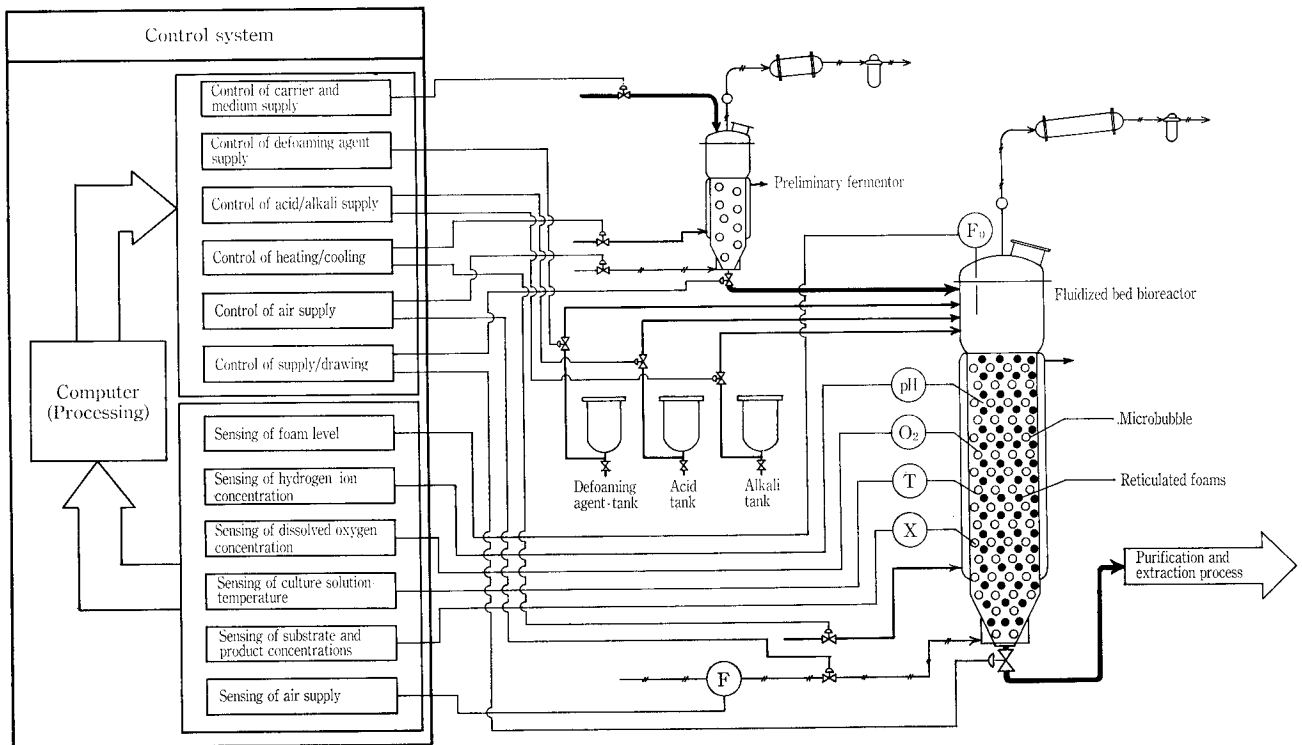 Control system
Control of carrier and
medium supply
Control of defoaming agent
supply
Control of acid/alkali supply
Control of heating/cooling
Control of air supply
Control of supply/drawing
Computer
(Processing)
Sensing of foam level
Sensing of hydrogen ion
concentration
Sensing of dissolved oxygen
concentration
Sensing of culture solution
temperature
Sensing of substrate and
product concentrations
Sensing of air supply
Preliminary fermentor
F₀
Fluidized bed bioreactor
pH
O₂
T
X
F
Microbubble
Reticulated foams
Defoaming
agent-tank
Acid
tank
Alkali
tank
Purification and
extraction process